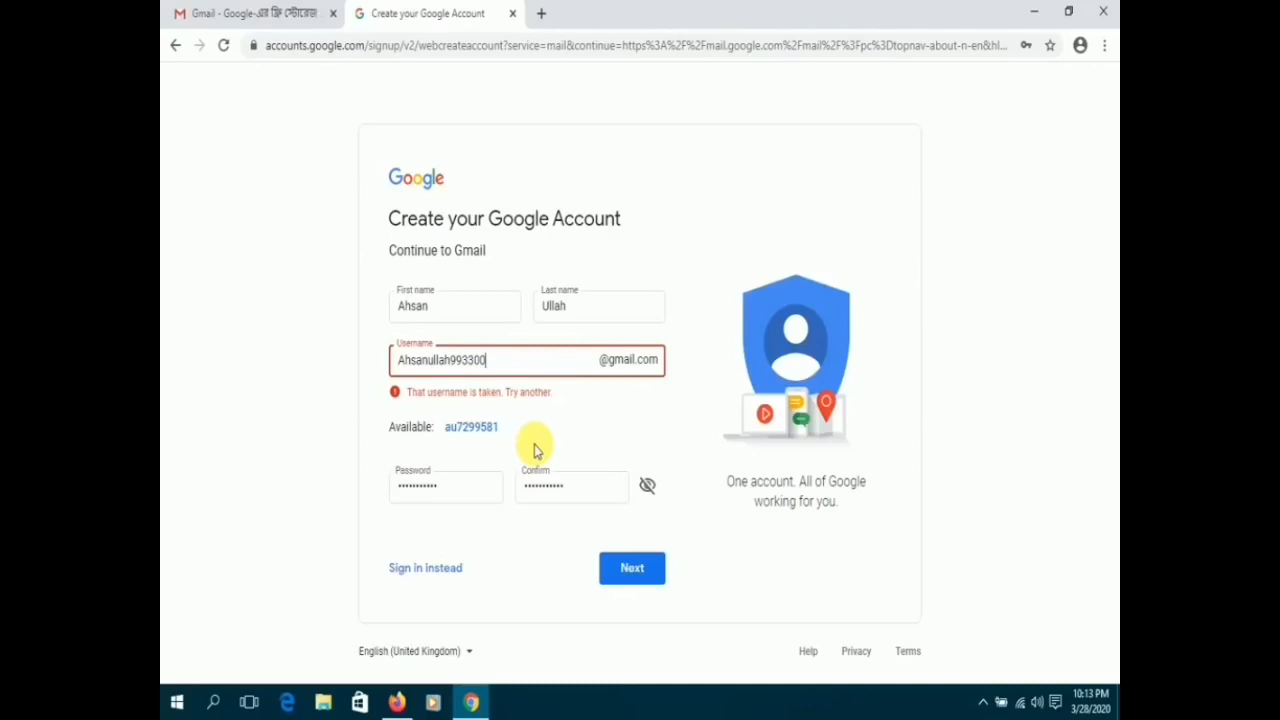 Gmail - Google-এর ফ্রি স্টোরেজ
Create your Google Account
accounts.google.com/signup/v2/webcreateaccount?service=mail&continue=https%3A%2F%2Fmail.google.com%2Fmail%2F%3Fpc%3Dtopnav-about-n-en&hl...
Google
Create your Google Account
Continue to Gmail
First name
Last name
Ahsan
Ullah
Username
Ahsanullah993300
@gmail.com
That username is taken. Try another.
Available: au7299581
Password
Confirm
One account. All of Google
working for you.
Sign in instead
Next
English (United Kingdom)
Help
Privacy
Terms
10:13 PM
3/28/2020